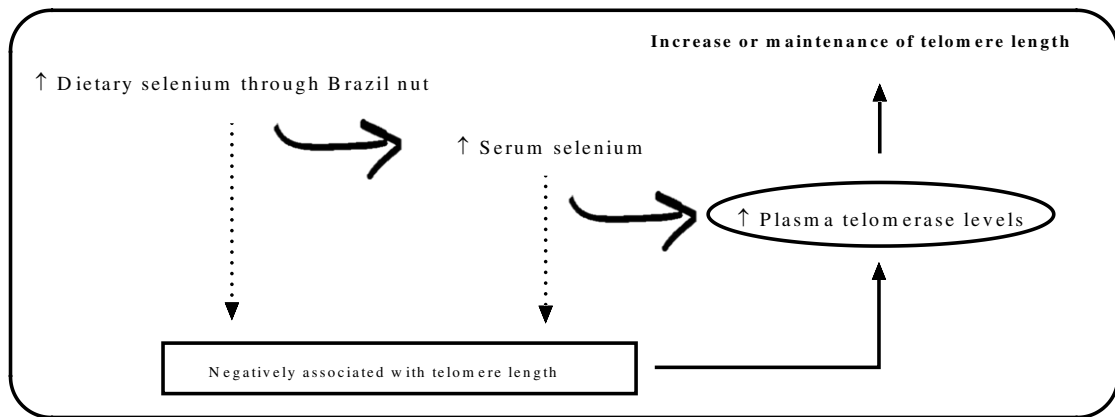 Increase or maintenance of telomere length
↑ Dietary selenium through Brazil nut
↑ Serum selenium
↑ Plasma telomerase levels
Negatively associated with telomere length